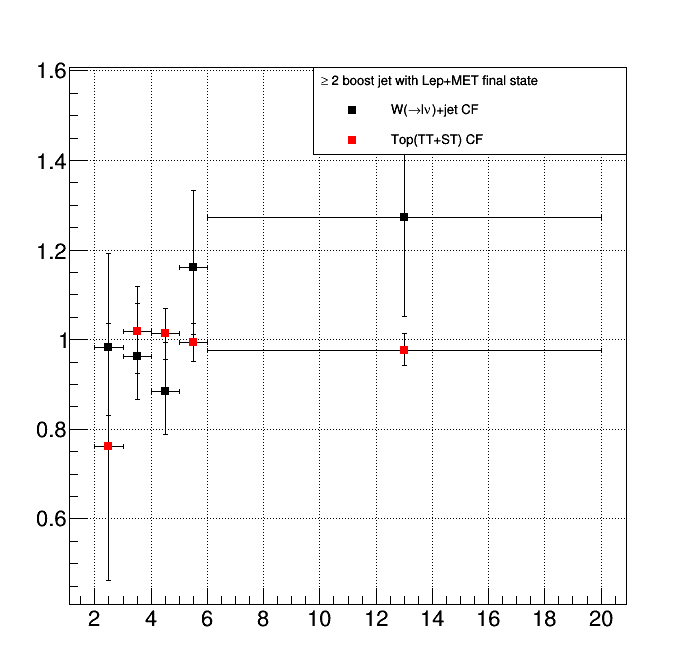 ≥ 2 boost jet with Lep+MET final state
W(→lν)+jet CF
Top(TT+ST) CF
1.6
1.4
1.2
1
0.8
0.6
2 4 6 8 10 12 14 16 18 20